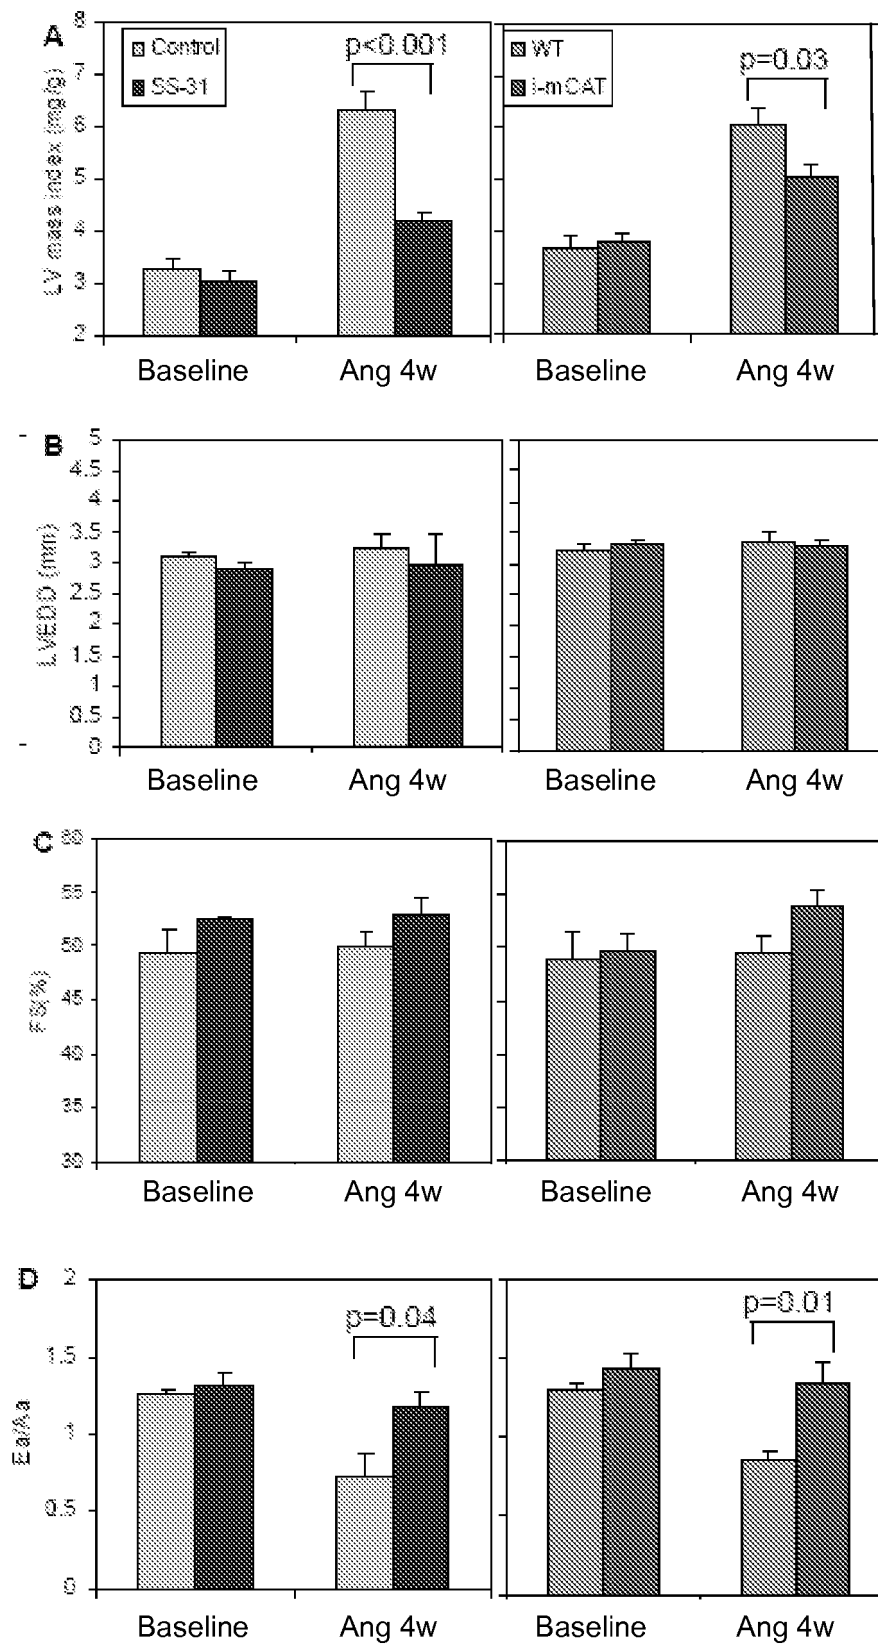 A
8
7
6
5
4
3
2
LV mass index (mg/g)
Control
SS-31
p<0.001
WT
i-mCAT
p=0.03
Baseline
Ang 4w
Baseline
Ang 4w
B
5
4.5
4
3.5
3
2.5
2
1.5
1
0.5
0
LVEDD (mm)
Baseline
Ang 4w
Baseline
Ang 4w
C
60
55
50
45
40
35
30
FS(%)
Baseline
Ang 4w
Baseline
Ang 4w
D
2
1.5
1
0.5
0
Ea/Aa
p=0.04
p=0.01
Baseline
Ang 4w
Baseline
Ang 4w